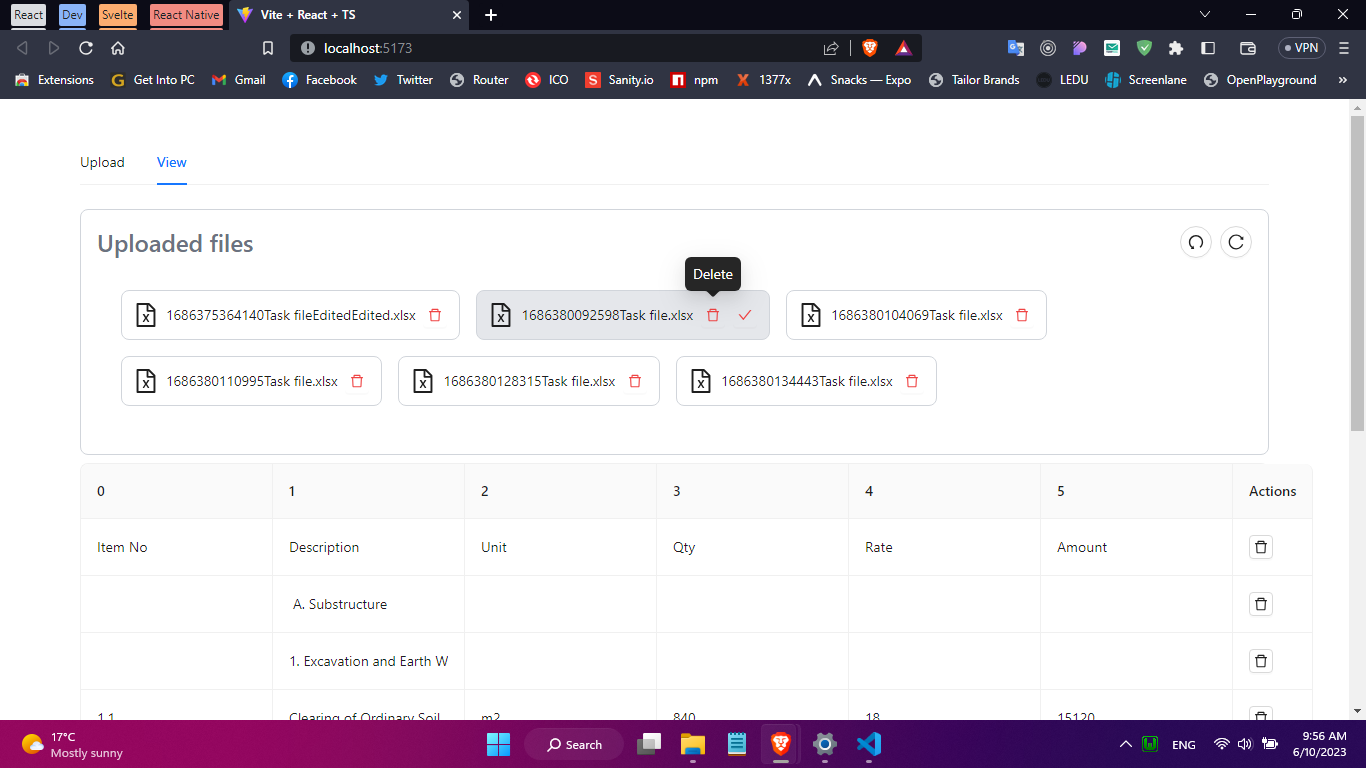 React Dev Svelte React Native Vite + React + TS
localhost:5173 VPN
Extensions Get Into PC Gmail Facebook Twitter Router ICO Sanity.io npm 1377x Snacks — Expo Tailor Brands LEDU Screenlane OpenPlayground »
Upload View
Uploaded files
Delete
1686375364140Task fileEditedEdited.xlsx 1686380092598Task file.xlsx 1686380104069Task file.xlsx
1686380110995Task file.xlsx 1686380128315Task file.xlsx 1686380134443Task file.xlsx
0 1 2 3 4 5 Actions
Item No Description Unit Qty Rate Amount
A. Substructure
1. Excavation and Earth W
1.1 Clearing of Ordinary Soil m2 840 18 15120
17°C
Mostly sunny
Search
ENG
9:56 AM
6/10/2023